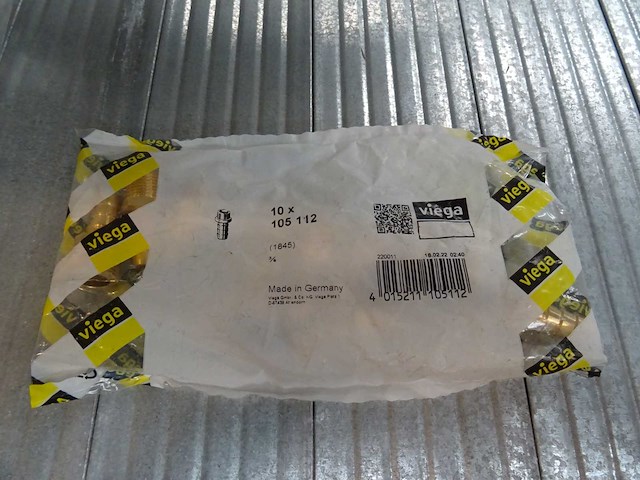 viega
viega
viega
10 x
105 112
(1845)
¾
Made in Germany
viega
220011 18.02.22 02:40
4 015211 105112
viega
viega
viega